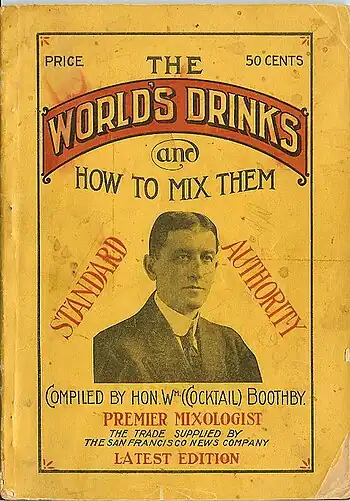 PRICE THE 50 CENTS
WORLD'S DRINKS
and
HOW TO MIX THEM
STANDARD AUTHORITY
COMPILED BY HON. WM. (COCKTAIL) BOOTHBY.
PREMIER MIXOLOGIST
THE TRADE SUPPLIED BY
THE SAN FRANCISCO NEWS COMPANY
LATEST EDITION